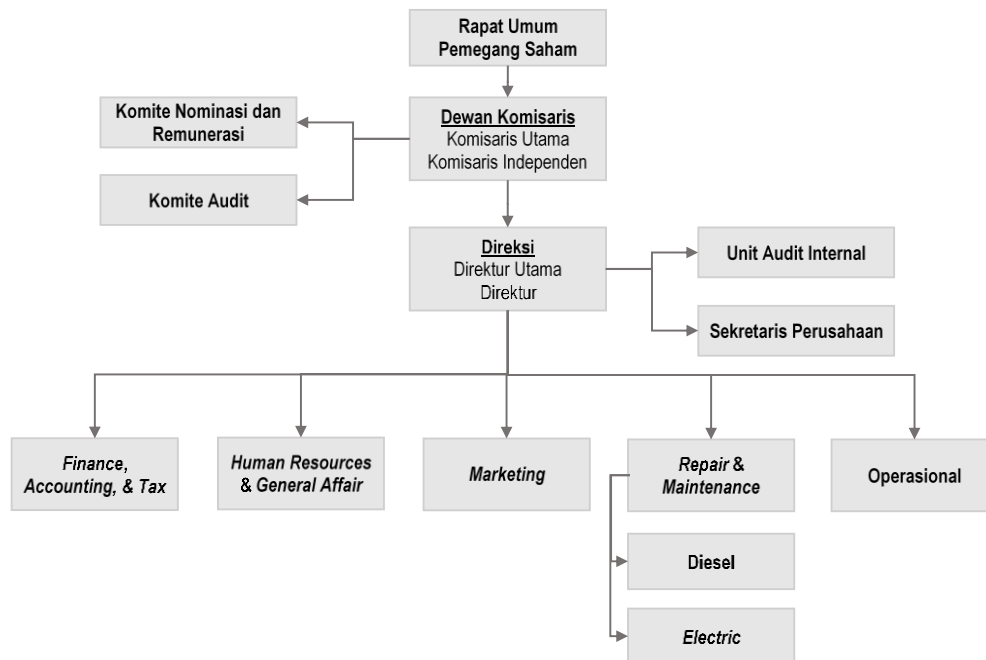 Rapat Umum
Pemegang Saham
Komite Nominasi dan
Remunerasi
Dewan Komisaris
Komisaris Utama
Komisaris Independen
Komite Audit
Direksi
Direktur Utama
Direktur
Unit Audit Internal
Sekretaris Perusahaan
Finance,
Accounting, & Tax
Human Resources
& General Affair
Marketing
Repair &
Maintenance
Operasional
Diesel
Electric